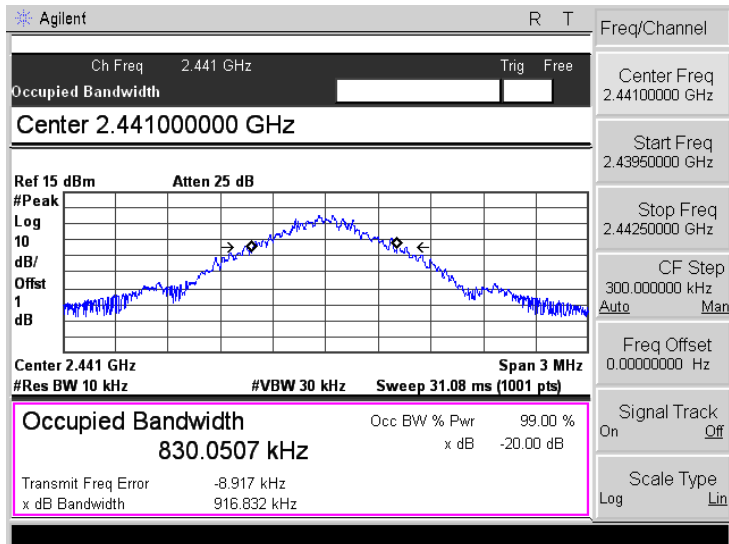 Agilent R T
Ch Freq 2.441 GHz Trig Free
Occupied Bandwidth
Center 2.441000000 GHz
Ref 15 dBm Atten 25 dB
#Peak
Log
10
dB/
Offst
1
dB
Center 2.441 GHz Span 3 MHz
#Res BW 10 kHz #VBW 30 kHz Sweep 31.08 ms (1001 pts)
Occupied Bandwidth Occ BW % Pwr 99.00 %
830.0507 kHz x dB -20.00 dB
Transmit Freq Error -8.917 kHz
x dB Bandwidth 916.832 kHz
Freq/Channel
Center Freq
2.44100000 GHz
Start Freq
2.43950000 GHz
Stop Freq
2.44250000 GHz
CF Step
300.000000 kHz
Auto Man
Freq Offset
0.00000000 Hz
Signal Track
On Off
Scale Type
Log Lin